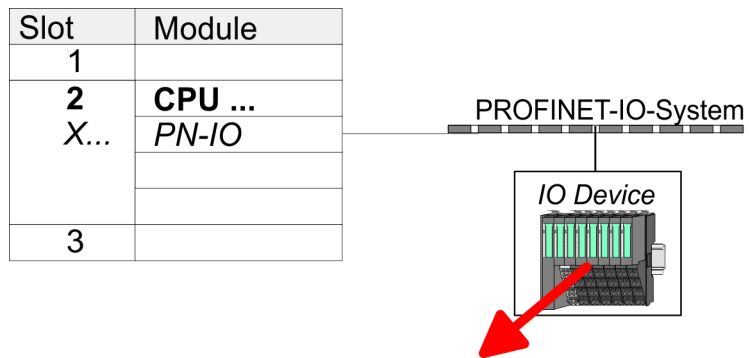 Slot Module
1
2 CPU ...
X... PN-IO
3
PROFINET-IO-System
IO Device